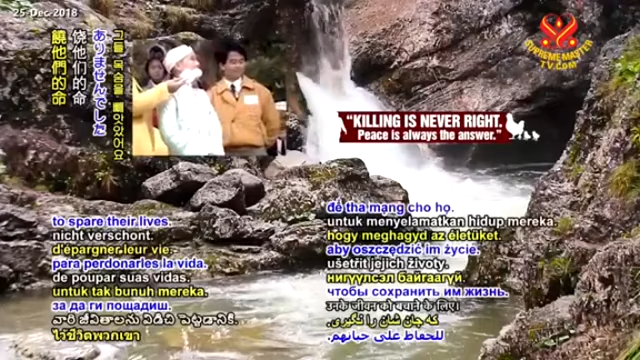 25-Dec-2018
SUPREME MASTER
TV.COM
그들 목숨을 빼앗았어요
ありませんでした
饶他们的命
饒他們的命
"KILLING IS NEVER RIGHT.
Peace is always the answer."
to spare their lives.
nicht verschont.
d'épargner leur vie.
para perdonarles la vida.
de poupar suas vidas.
untuk tak bunuh mereka.
за да ги пощадиш.
వారి జీవితాలను విడిచి పెట్టడానికి.
ไว้ชีวิตพวกเขา
để tha mạng cho họ.
untuk menyelamatkan hidup mereka.
hogy meghagyd az életüket.
aby oszczędzić im życie.
ušetřit jejich životy.
нигүүлсэл байгаагүй
чтобы сохранить им жизнь.
उनके जीवन को बचाने के लिए।
که جان شان را نگیری.
للحفاظ على حياتهم.